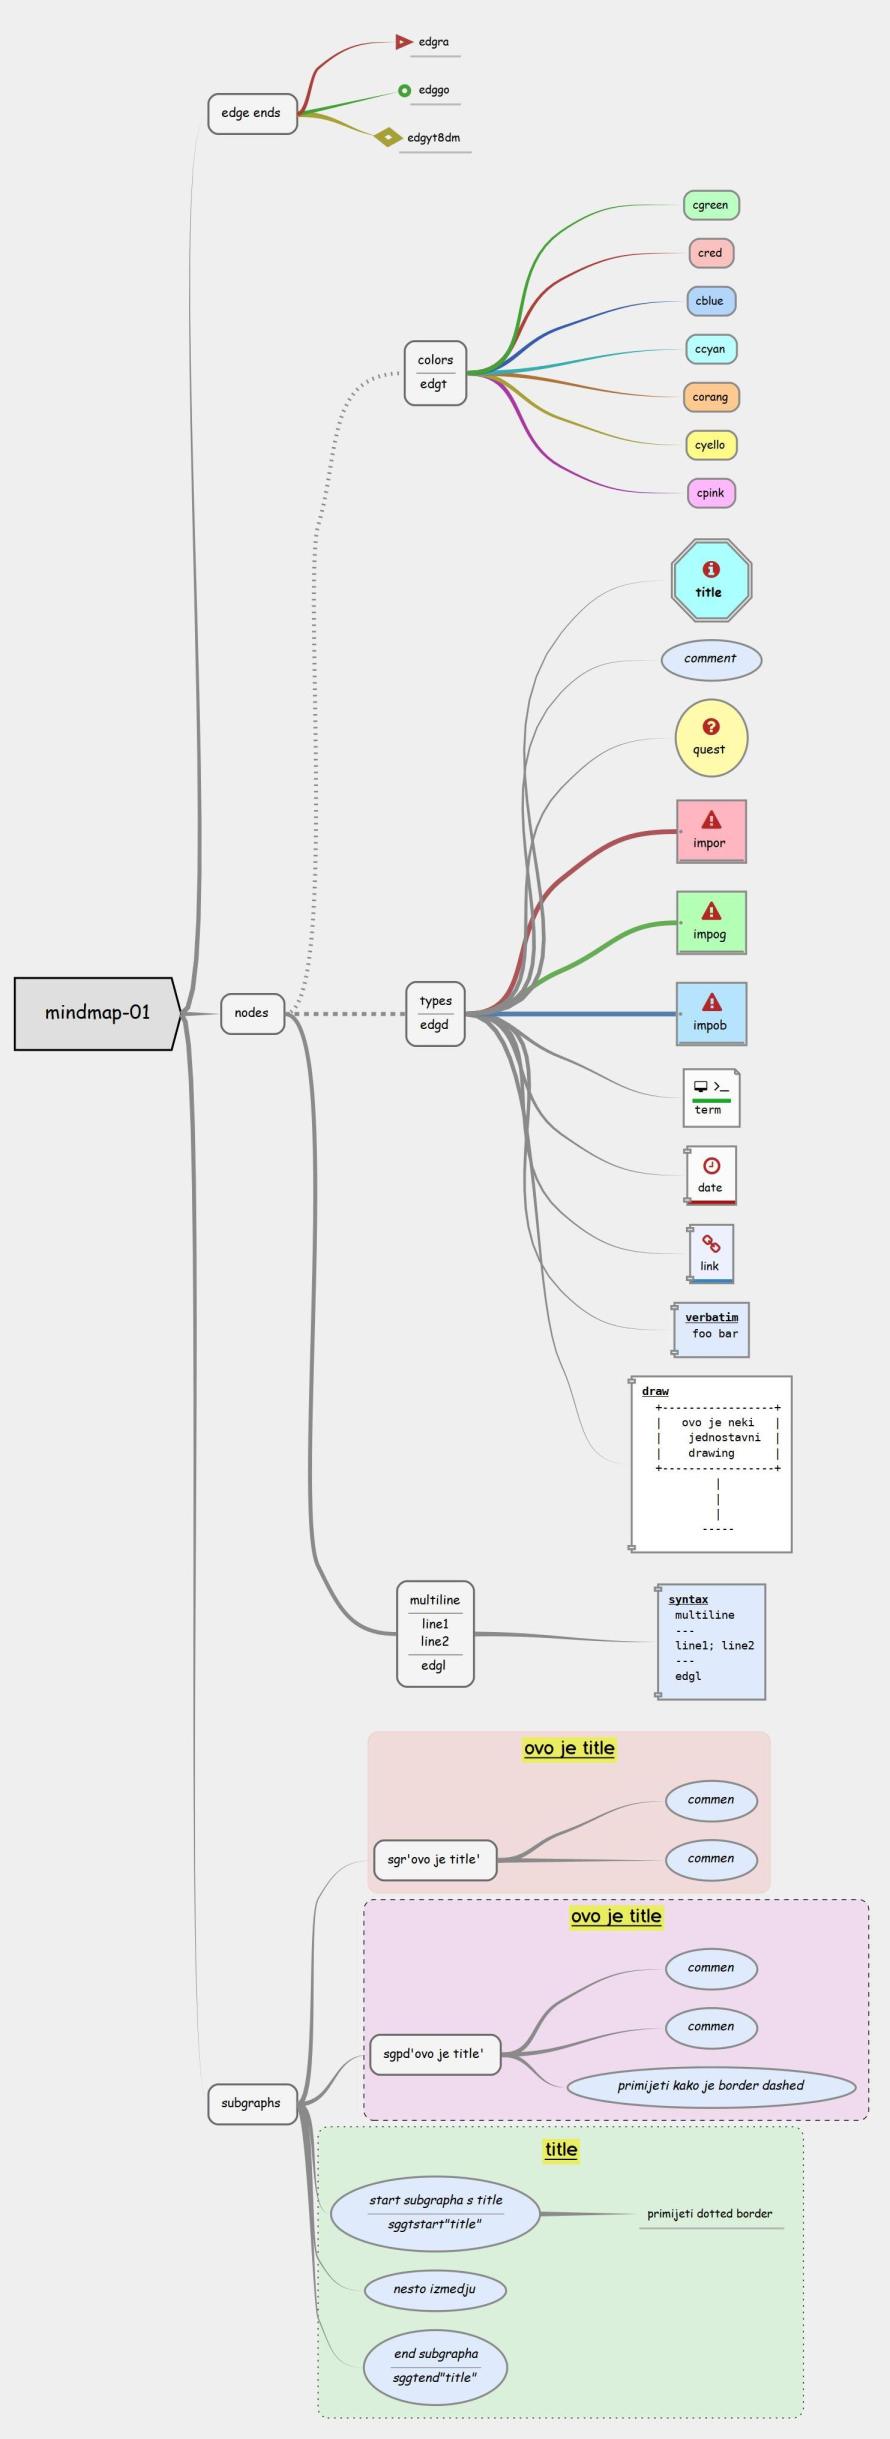 edgra
edge ends
edggo
edgyt8dm
cgreen
cred
cblue
ccyan
colors
edgt
corang
cyello
cpink
title
comment
quest
impor
impog
mindmap-01
nodes
types
edgd
impob
>_
term
date
link
verbatim
foo bar
draw
+-----------------+
|   ovo je neki   |
|    jednostavni  |
|    drawing      |
+-----------------+
|
|
|
-----
multiline
line1
line2
edgl
syntax
multiline
---
line1; line2
---
edgl
ovo je title
commen
sgr'ovo je title'
commen
ovo je title
commen
commen
sgpd'ovo je title'
primijeti kako je border dashed
subgraphs
title
start subgrapha s title
sggtstart"title"
primijeti dotted border
nesto izmedju
end subgrapha
sggtend"title"